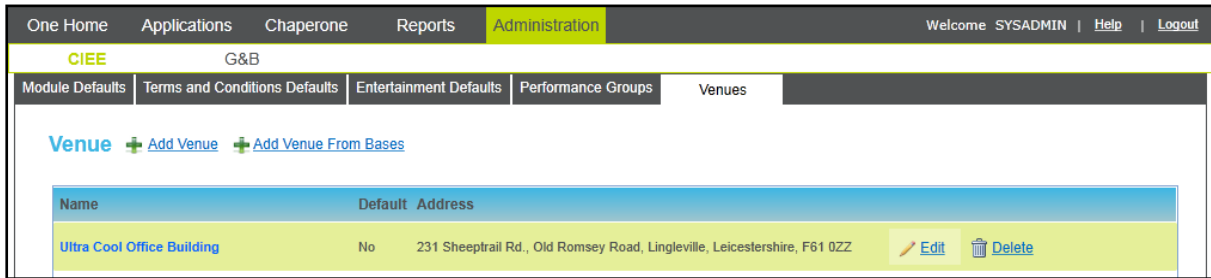 One Home Applications Chaperone Reports Administration Welcome SYSADMIN | Help | Logout
CIEE G&B
Module Defaults Terms and Conditions Defaults Entertainment Defaults Performance Groups Venues
Venue Add Venue Add Venue From Bases
Name Default Address
Ultra Cool Office Building No 231 Sheeptrail Rd., Old Romsey Road, Lingleville, Leicestershire, F61 0ZZ Edit Delete